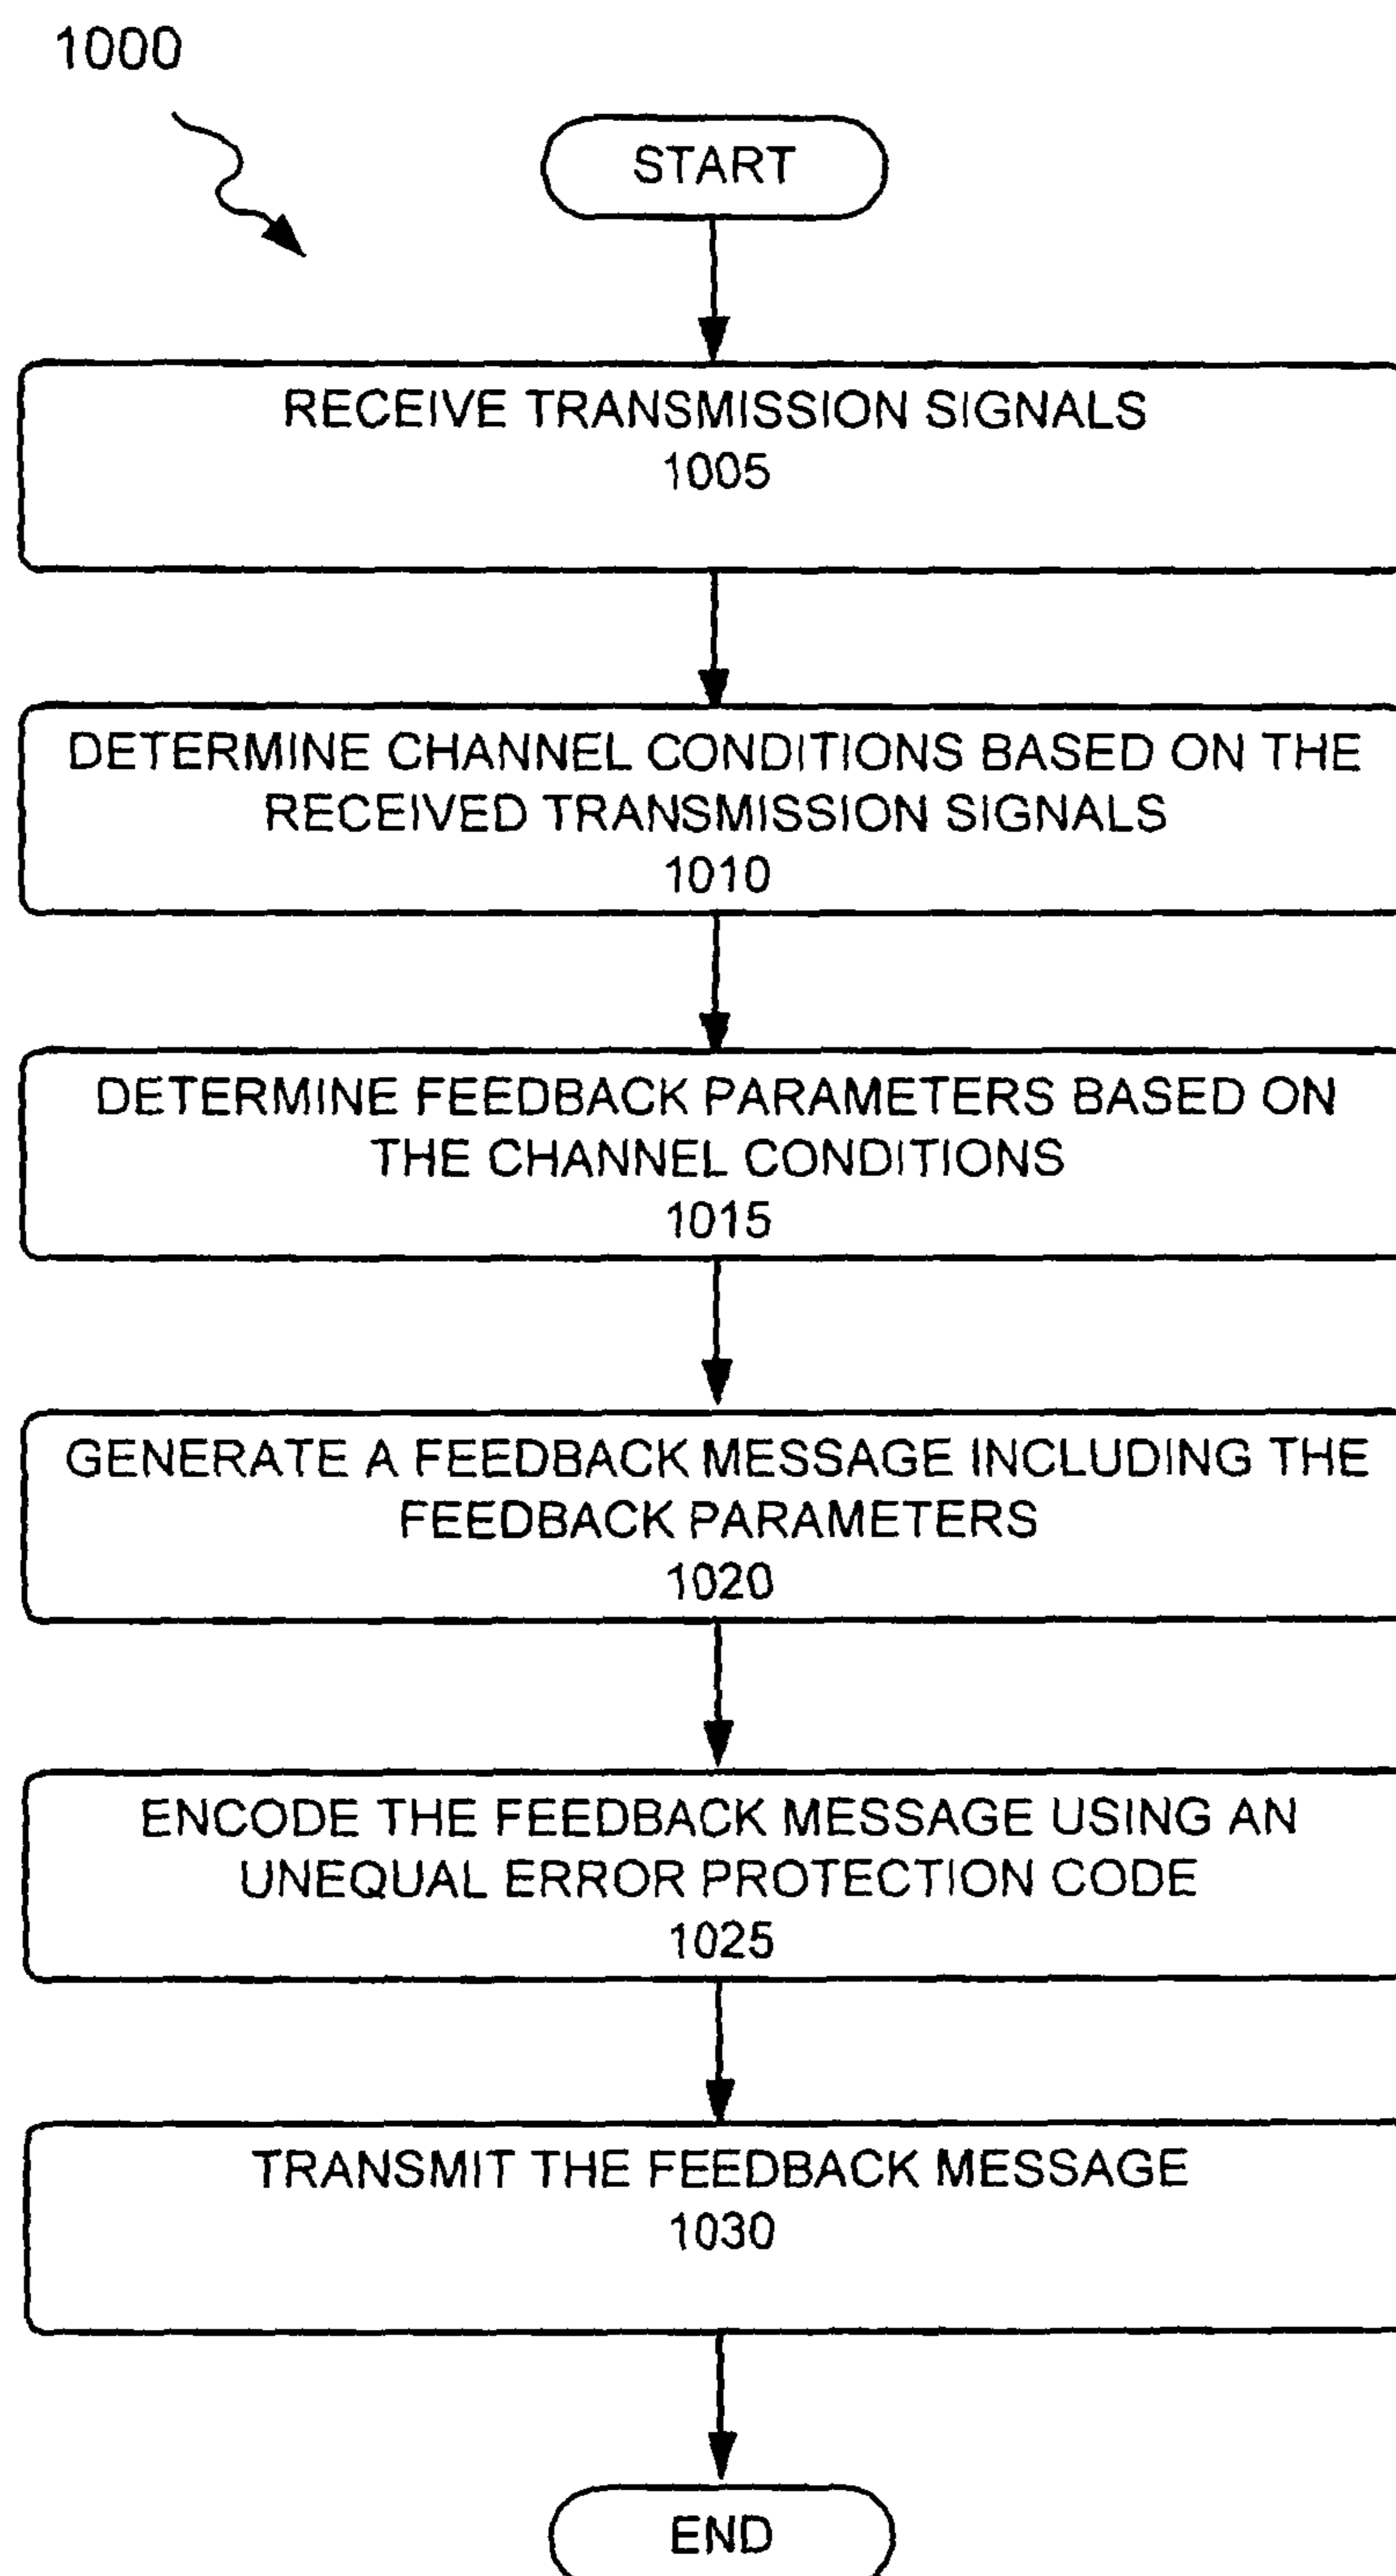 1000
START
RECEIVE TRANSMISSION SIGNALS
1005
DETERMINE CHANNEL CONDITIONS BASED ON THE
RECEIVED TRANSMISSION SIGNALS
1010
DETERMINE FEEDBACK PARAMETERS BASED ON
THE CHANNEL CONDITIONS
1015
GENERATE A FEEDBACK MESSAGE INCLUDING THE
FEEDBACK PARAMETERS
1020
ENCODE THE FEEDBACK MESSAGE USING AN
UNEQUAL ERROR PROTECTION CODE
1025
TRANSMIT THE FEEDBACK MESSAGE
1030
END